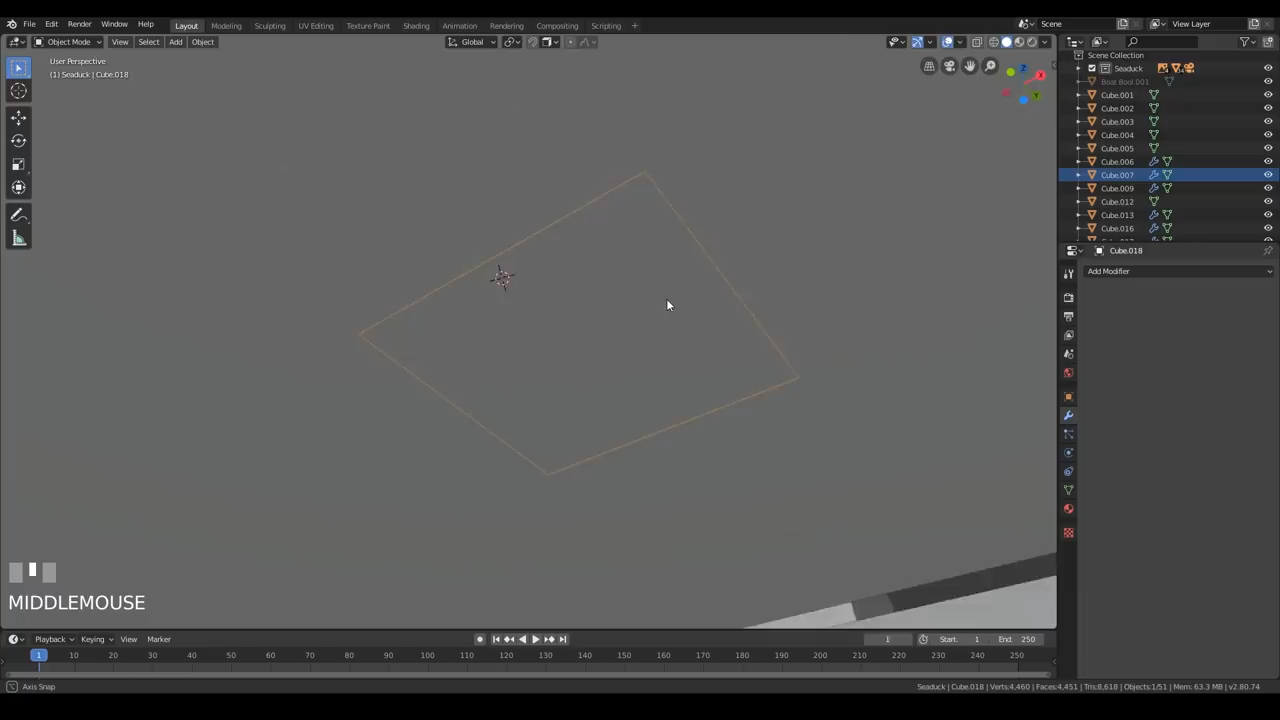 File Edit Render Window Help Layout Modeling Sculpting UV Editing Texture Paint Shading Animation Rendering Compositing Scripting + Scene View Layer
Object Mode View Select Add Object Global
User Perspective
(1) Seaduck | Cube.018
X
Z
Y
Scene Collection
Seaduck
Boat Bool.001
Cube.001
Cube.002
Cube.003
Cube.004
Cube.005
Cube.006
Cube.007
Cube.009
Cube.012
Cube.013
Cube.016
Cube.018
Add Modifier
MIDDLEMOUSE
Playback Keying View Marker 1 Start: 1 End: 250
1 10 20 30 40 50 60 70 80 90 100 110 120 130 140 150 160 170 180 190 200 210 220 230 240 250
Axis Snap Seaduck | Cube.018 | Verts:4,460 | Faces:4,451 | Tris:8,618 | Objects:1/51 | Mem: 63.3 MB | v2.80.74